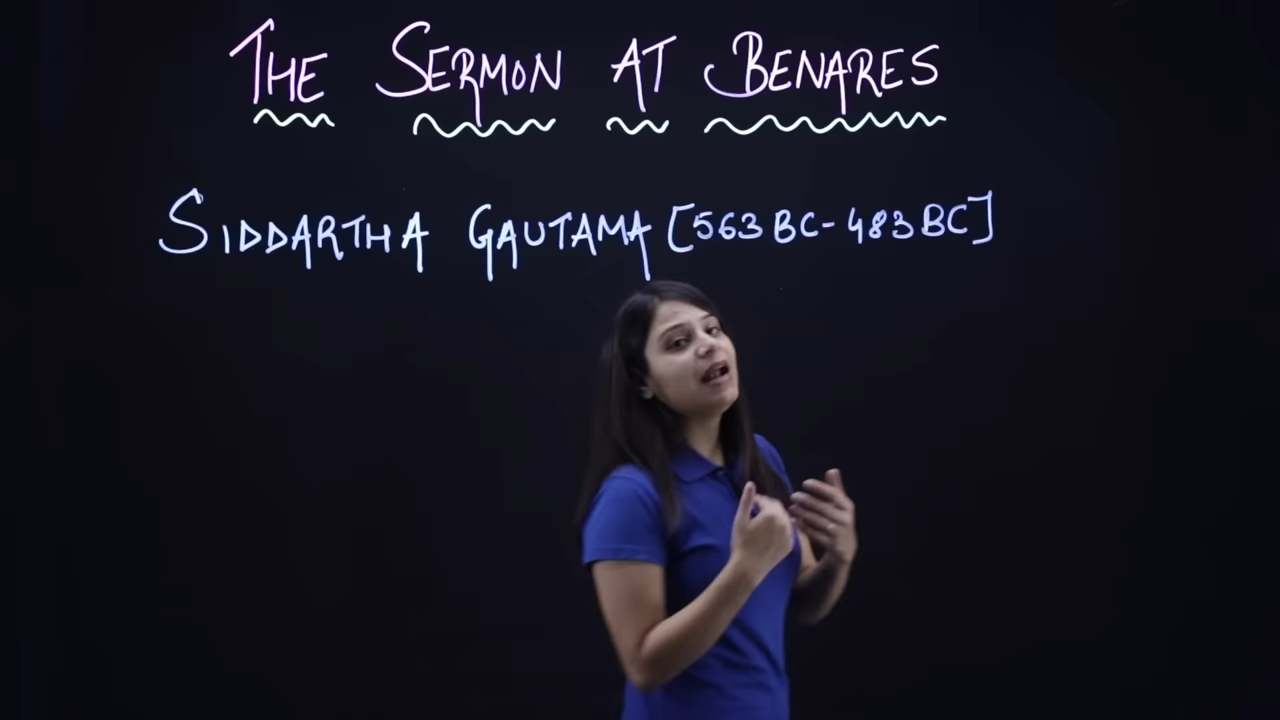 THE SERMON AT BENARES
SIDDARTHA GAUTAMA [563 BC - 483 BC]